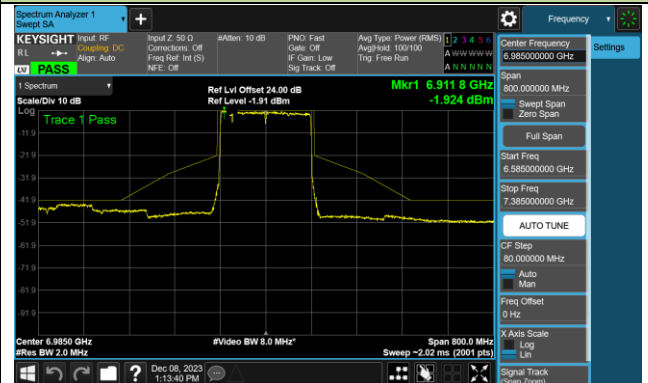 Spectrum Analyzer 1
Swept SA
Frequency
KEYSIGHT
RL
Input: RF
Coupling: DC
Align: Auto
Input Z: 50 Ω
Corrections: Off
Freq Ref: Int (S)
NFE: Off
#Atten: 10 dB
PNO: Fast
Gate: Off
IF Gain: Low
Sig Track: Off
Avg Type: Power (RMS)
Avg|Hold: 100/100
Trig: Free Run
1 2 3 4 5 6
A W W W W W
A N N N N N
LXI
PASS
1 Spectrum
Scale/Div 10 dB
Ref Lvl Offset 24.00 dB
Ref Level -1.91 dBm
Mkr1 6.911 8 GHz
-1.924 dBm
Log
Trace 1 Pass
-11.9
-21.9
-31.9
-41.9
-51.9
-61.9
-71.9
-81.9
-91.9
Center 6.9850 GHz
#Res BW 2.0 MHz
#Video BW 8.0 MHz*
Span 800.0 MHz
Sweep ~2.02 ms (2001 pts)
?
Dec 08, 2023
1:13:40 PM
Center Frequency
6.985000000 GHz
Settings
Span
800.000000 MHz
Swept Span
Zero Span
Full Span
Start Freq
6.585000000 GHz
Stop Freq
7.385000000 GHz
AUTO TUNE
CF Step
80.000000 MHz
Auto
Man
Freq Offset
0 Hz
X Axis Scale
Log
Lin
Signal Track
(Span Zoom)